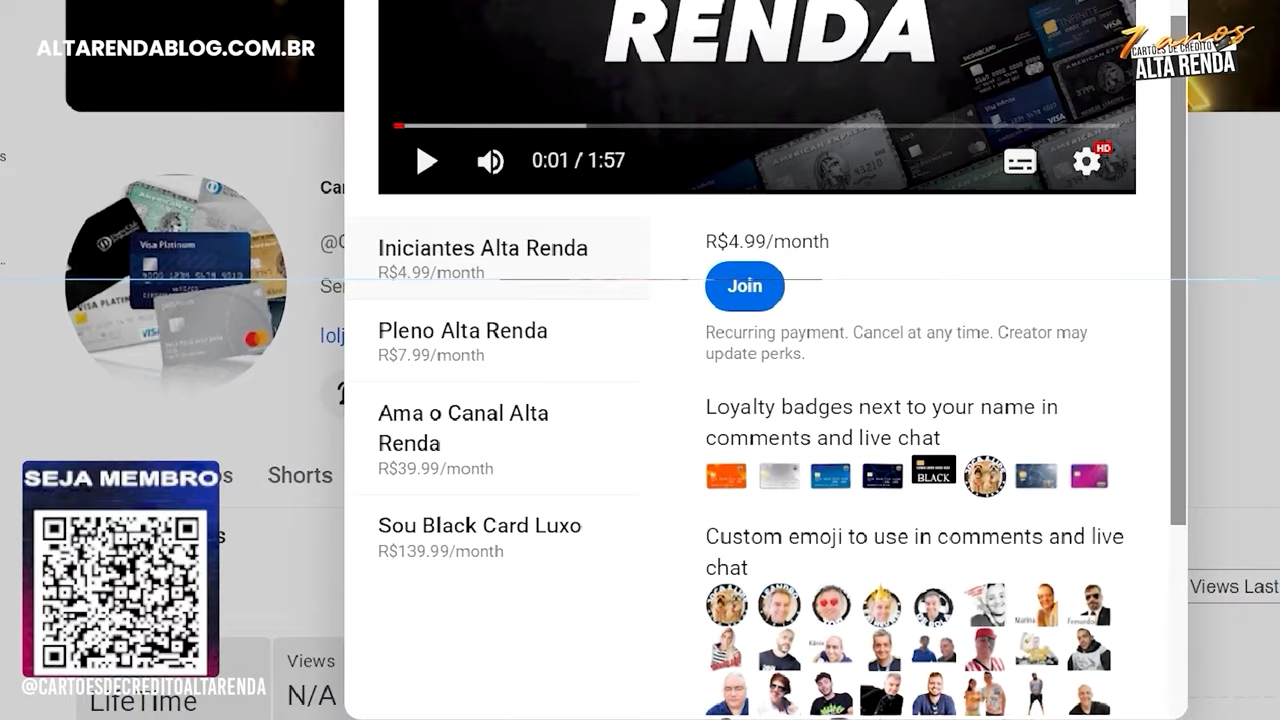 ALTARENDABLOG.COM.BR
RENDA
7 anos
CARTÕES DE CRÉDITO
ALTA RENDA
0:01 / 1:57
HD
Iniciantes Alta Renda
R$4.99/month
Pleno Alta Renda
R$7.99/month
Ama o Canal Alta
Renda
R$39.99/month
Sou Black Card Luxo
R$139.99/month
R$4.99/month
Join
Recurring payment. Cancel at any time. Creator may
update perks.
Loyalty badges next to your name in
comments and live chat
BLACK
Custom emoji to use in comments and live
chat
Visa Platinum
Shorts
SEJA MEMBRO
@CARTOESDECREDITOALTARENDA
LifeTime
Views
N/A
Views Last